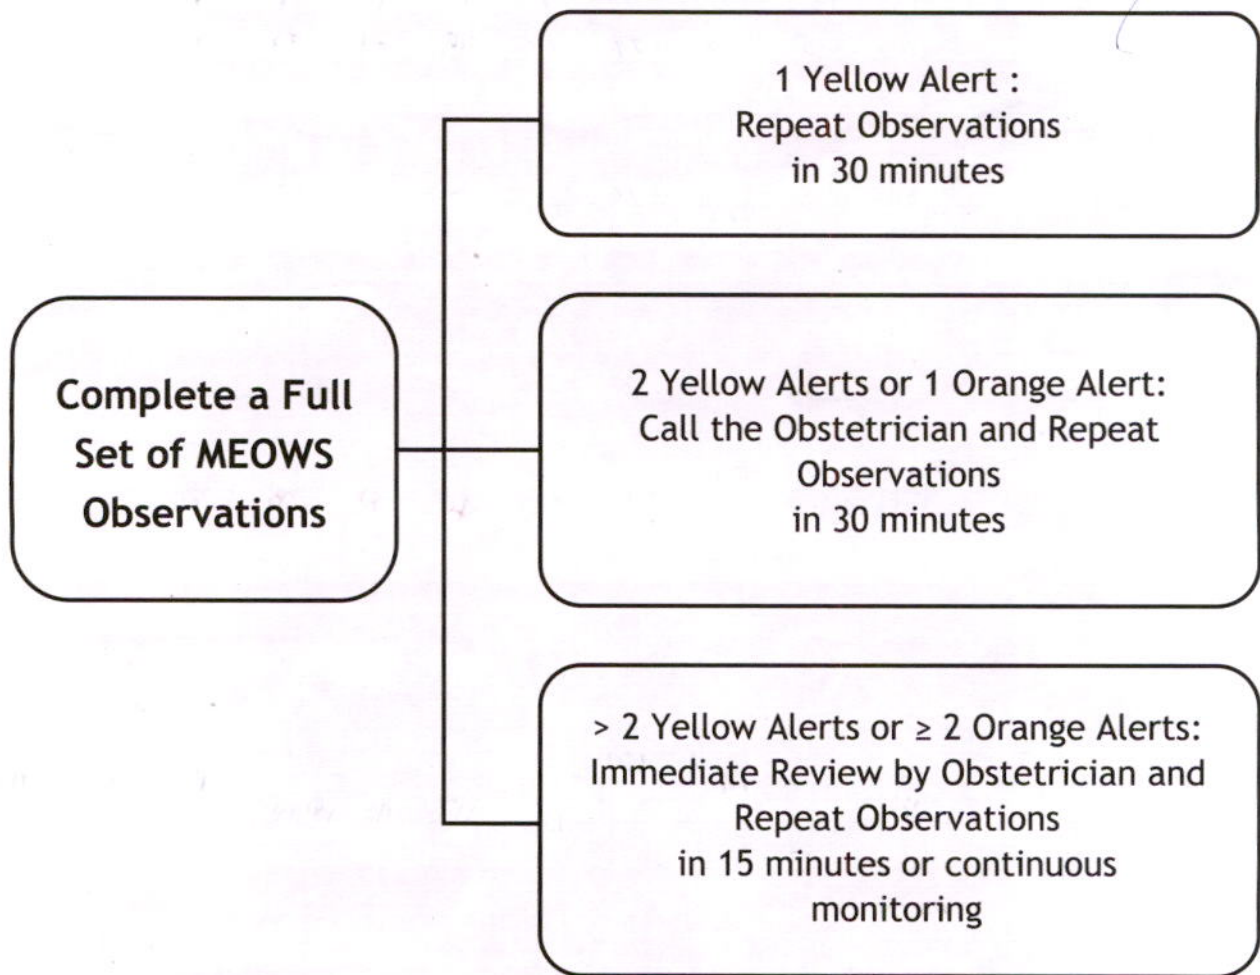 1 Yellow Alert :
Repeat Observations
in 30 minutes
Complete a Full
Set of MEOWS
Observations
2 Yellow Alerts or 1 Orange Alert:
Call the Obstetrician and Repeat
Observations
in 30 minutes
> 2 Yellow Alerts or ≥ 2 Orange Alerts:
Immediate Review by Obstetrician and
Repeat Observations
in 15 minutes or continuous
monitoring